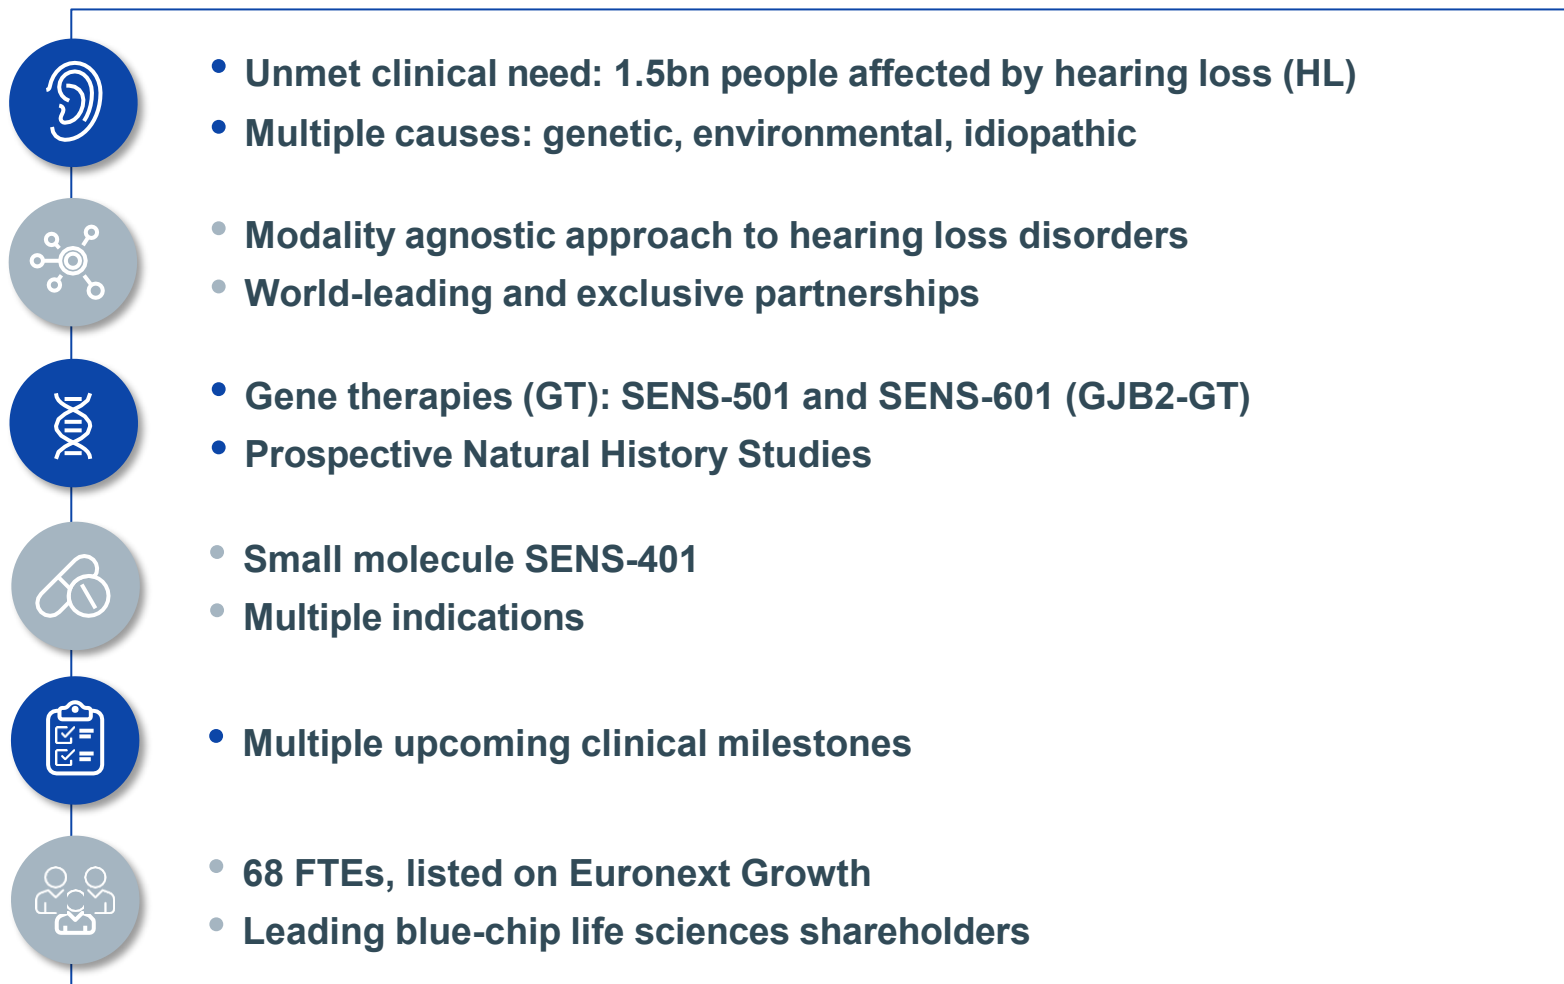 • Unmet clinical need: 1.5bn people affected by hearing loss (HL)
• Multiple causes: genetic, environmental, idiopathic
• Modality agnostic approach to hearing loss disorders
• World-leading and exclusive partnerships
• Gene therapies (GT): SENS-501 and SENS-601 (GJB2-GT)
• Prospective Natural History Studies
• Small molecule SENS-401
• Multiple indications
• Multiple upcoming clinical milestones
• 68 FTEs, listed on Euronext Growth
• Leading blue-chip life sciences shareholders